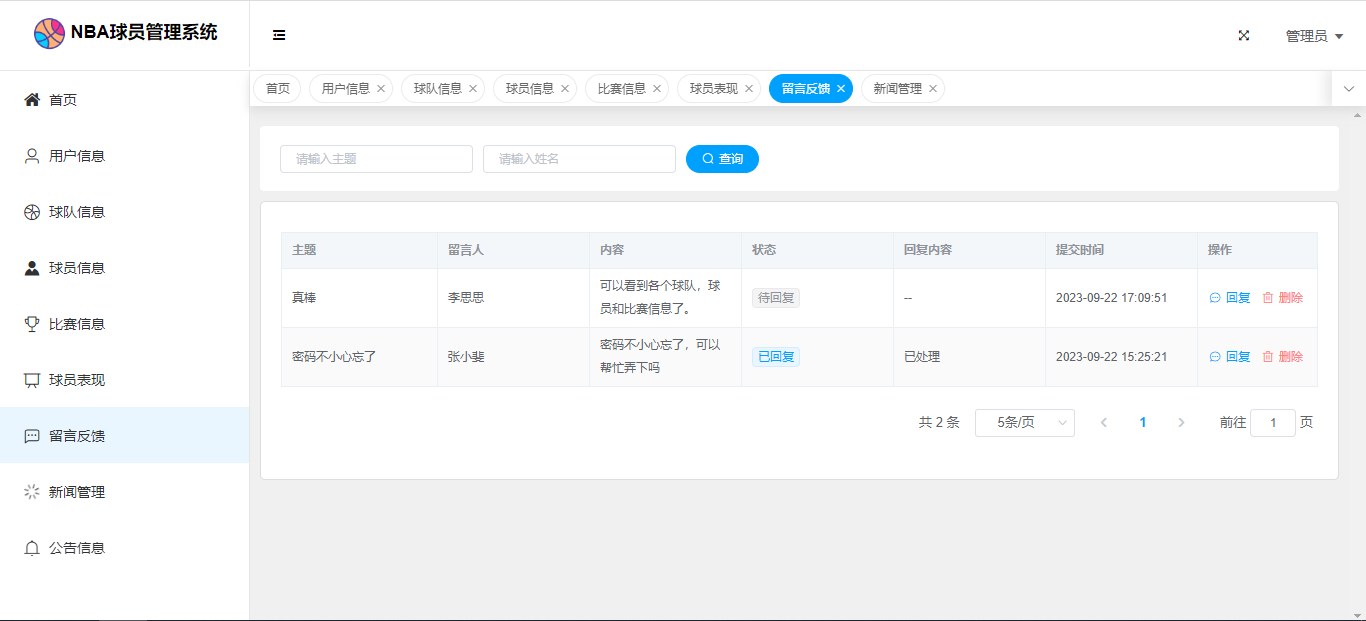 NBA球员管理系统
管理员
首页
用户信息
球队信息
球员信息
比赛信息
球员表现
留言反馈
新闻管理
公告信息
首页 用户信息 球队信息 球员信息 比赛信息 球员表现 留言反馈 新闻管理
请输入主题 请输入姓名 查询
主题 留言人 内容 状态 回复内容 提交时间 操作
真棒 李思思 可以看到各个球队，球 待回复 -- 2023-09-22 17:09:51 回复 删除
员和比赛信息了。
密码不小心忘了 张小斐 密码不小心忘了，可以 已回复 已处理 2023-09-22 15:25:21 回复 删除
帮忙弄下吗
共 2 条 5条/页 1 前往 1 页